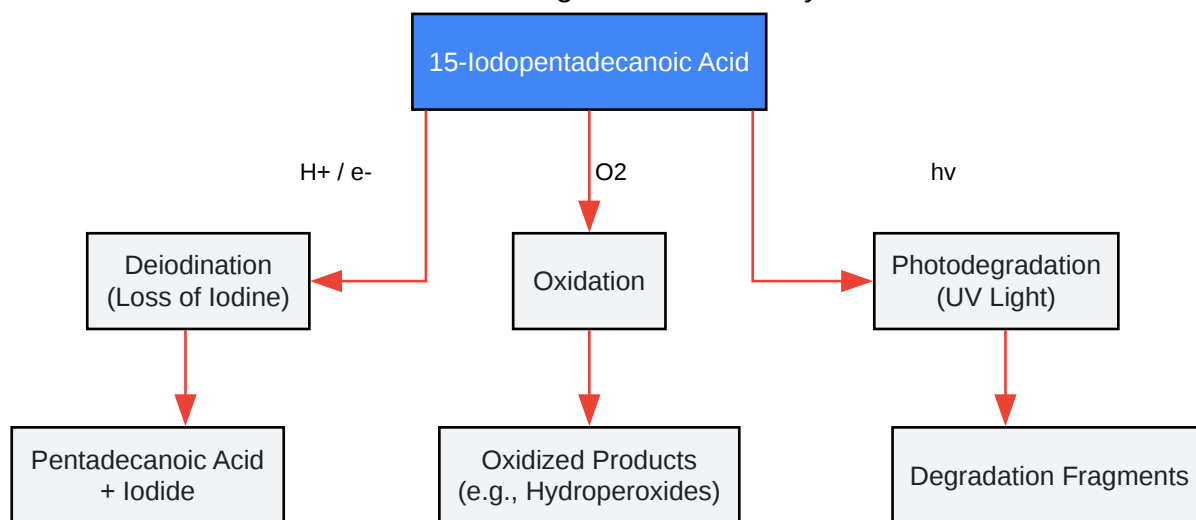 15-Iodopentadecanoic Acid
H+ / e-
O2
hv
Deiodination
(Loss of Iodine)
Oxidation
Photodegradation
(UV Light)
Pentadecanoic Acid
+ Iodide
Oxidized Products
(e.g., Hydroperoxides)
Degradation Fragments